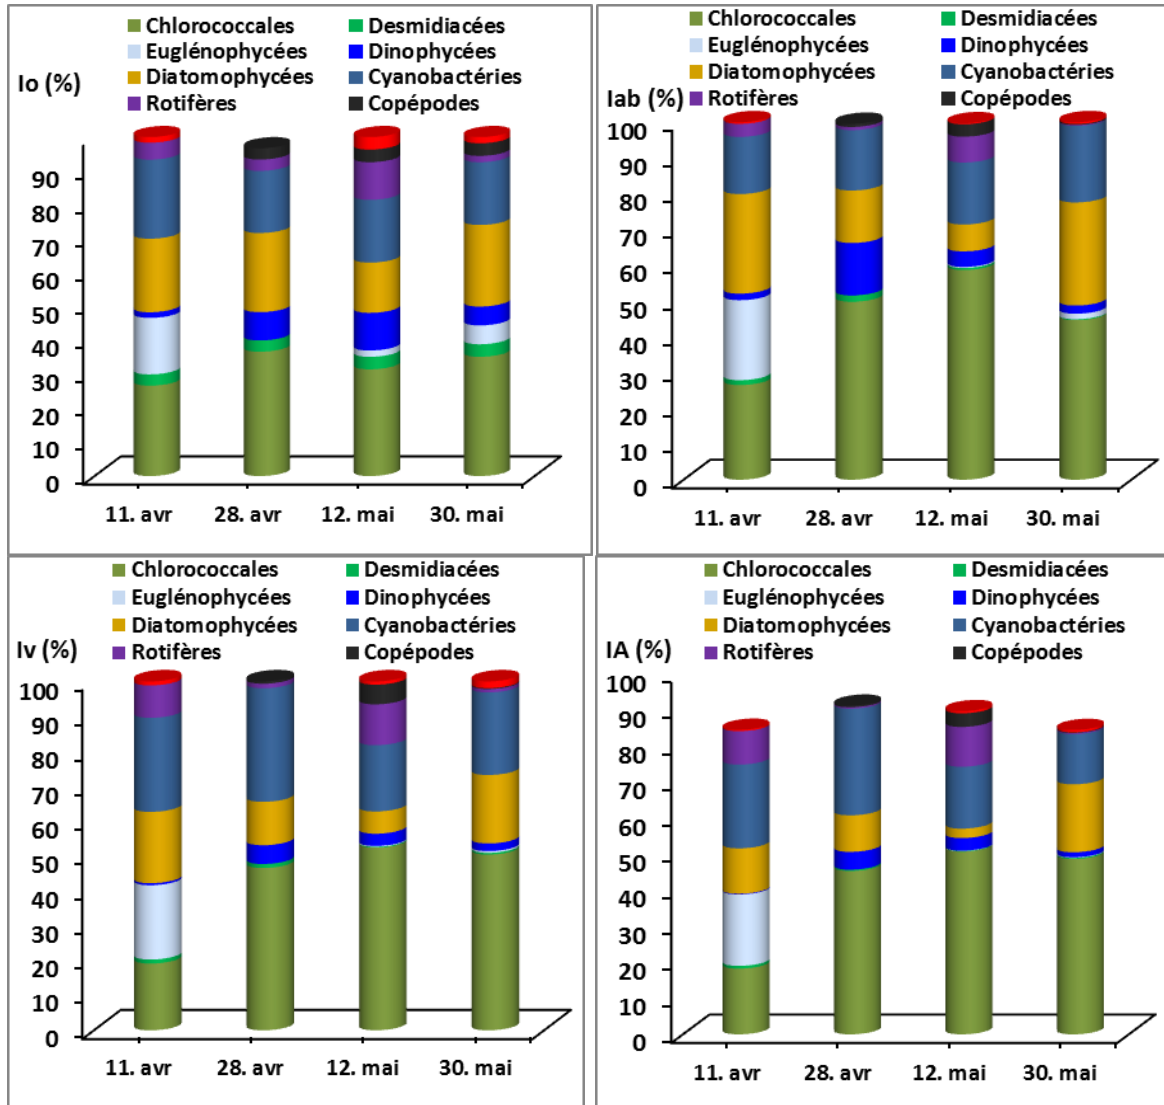 Chlorococcales Desmidiacées
Euglénophycées Dinophycées
Diatomophycées Cyanobactéries
Rotifères Copépodes
Io (%)
90
80
70
60
50
40
30
20
10
0
11. avr 28. avr 12. mai 30. mai
Chlorococcales Desmidiacées
Euglénophycées Dinophycées
Diatomophycées Cyanobactéries
Rotifères Copépodes
Iab (%)
100
90
80
70
60
50
40
30
20
10
0
11. avr 28. avr 12. mai 30. mai
Chlorococcales Desmidiacées
Euglénophycées Dinophycées
Diatomophycées Cyanobactéries
Rotifères Copépodes
Iv (%)
100
90
80
70
60
50
40
30
20
10
0
11. avr 28. avr 12. mai 30. mai
Chlorococcales Desmidiacées
Euglénophycées Dinophycées
Diatomophycées Cyanobactéries
Rotifères Copépodes
IA (%)
100
90
80
70
60
50
40
30
20
10
0
11. avr 28. avr 12. mai 30. mai